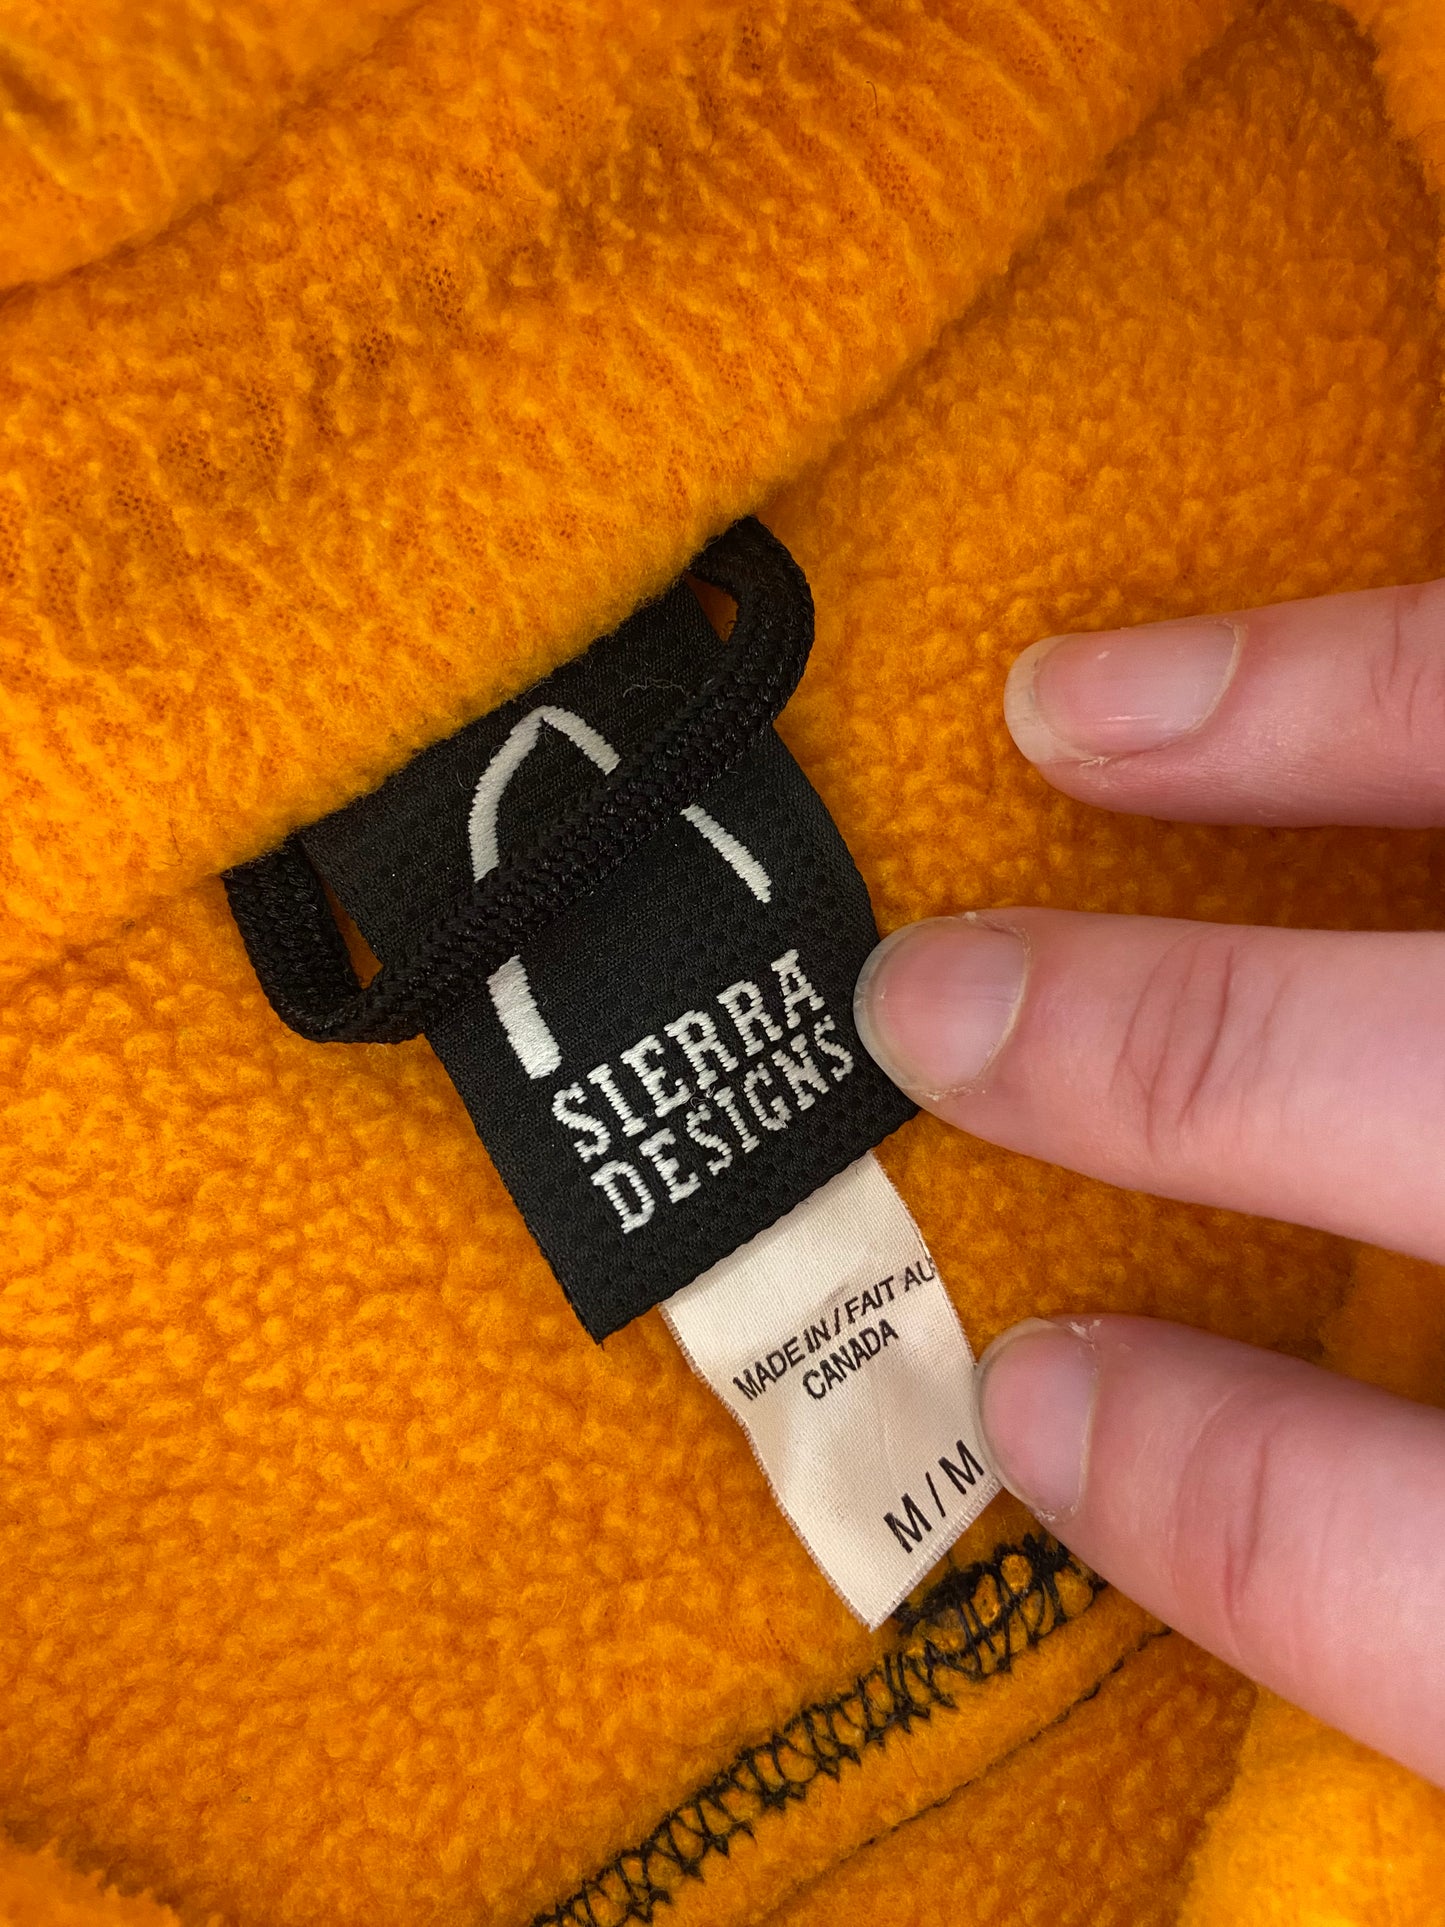 SIERRA
DESIGNS
MADE IN / FAIT AU
CANADA
M / M